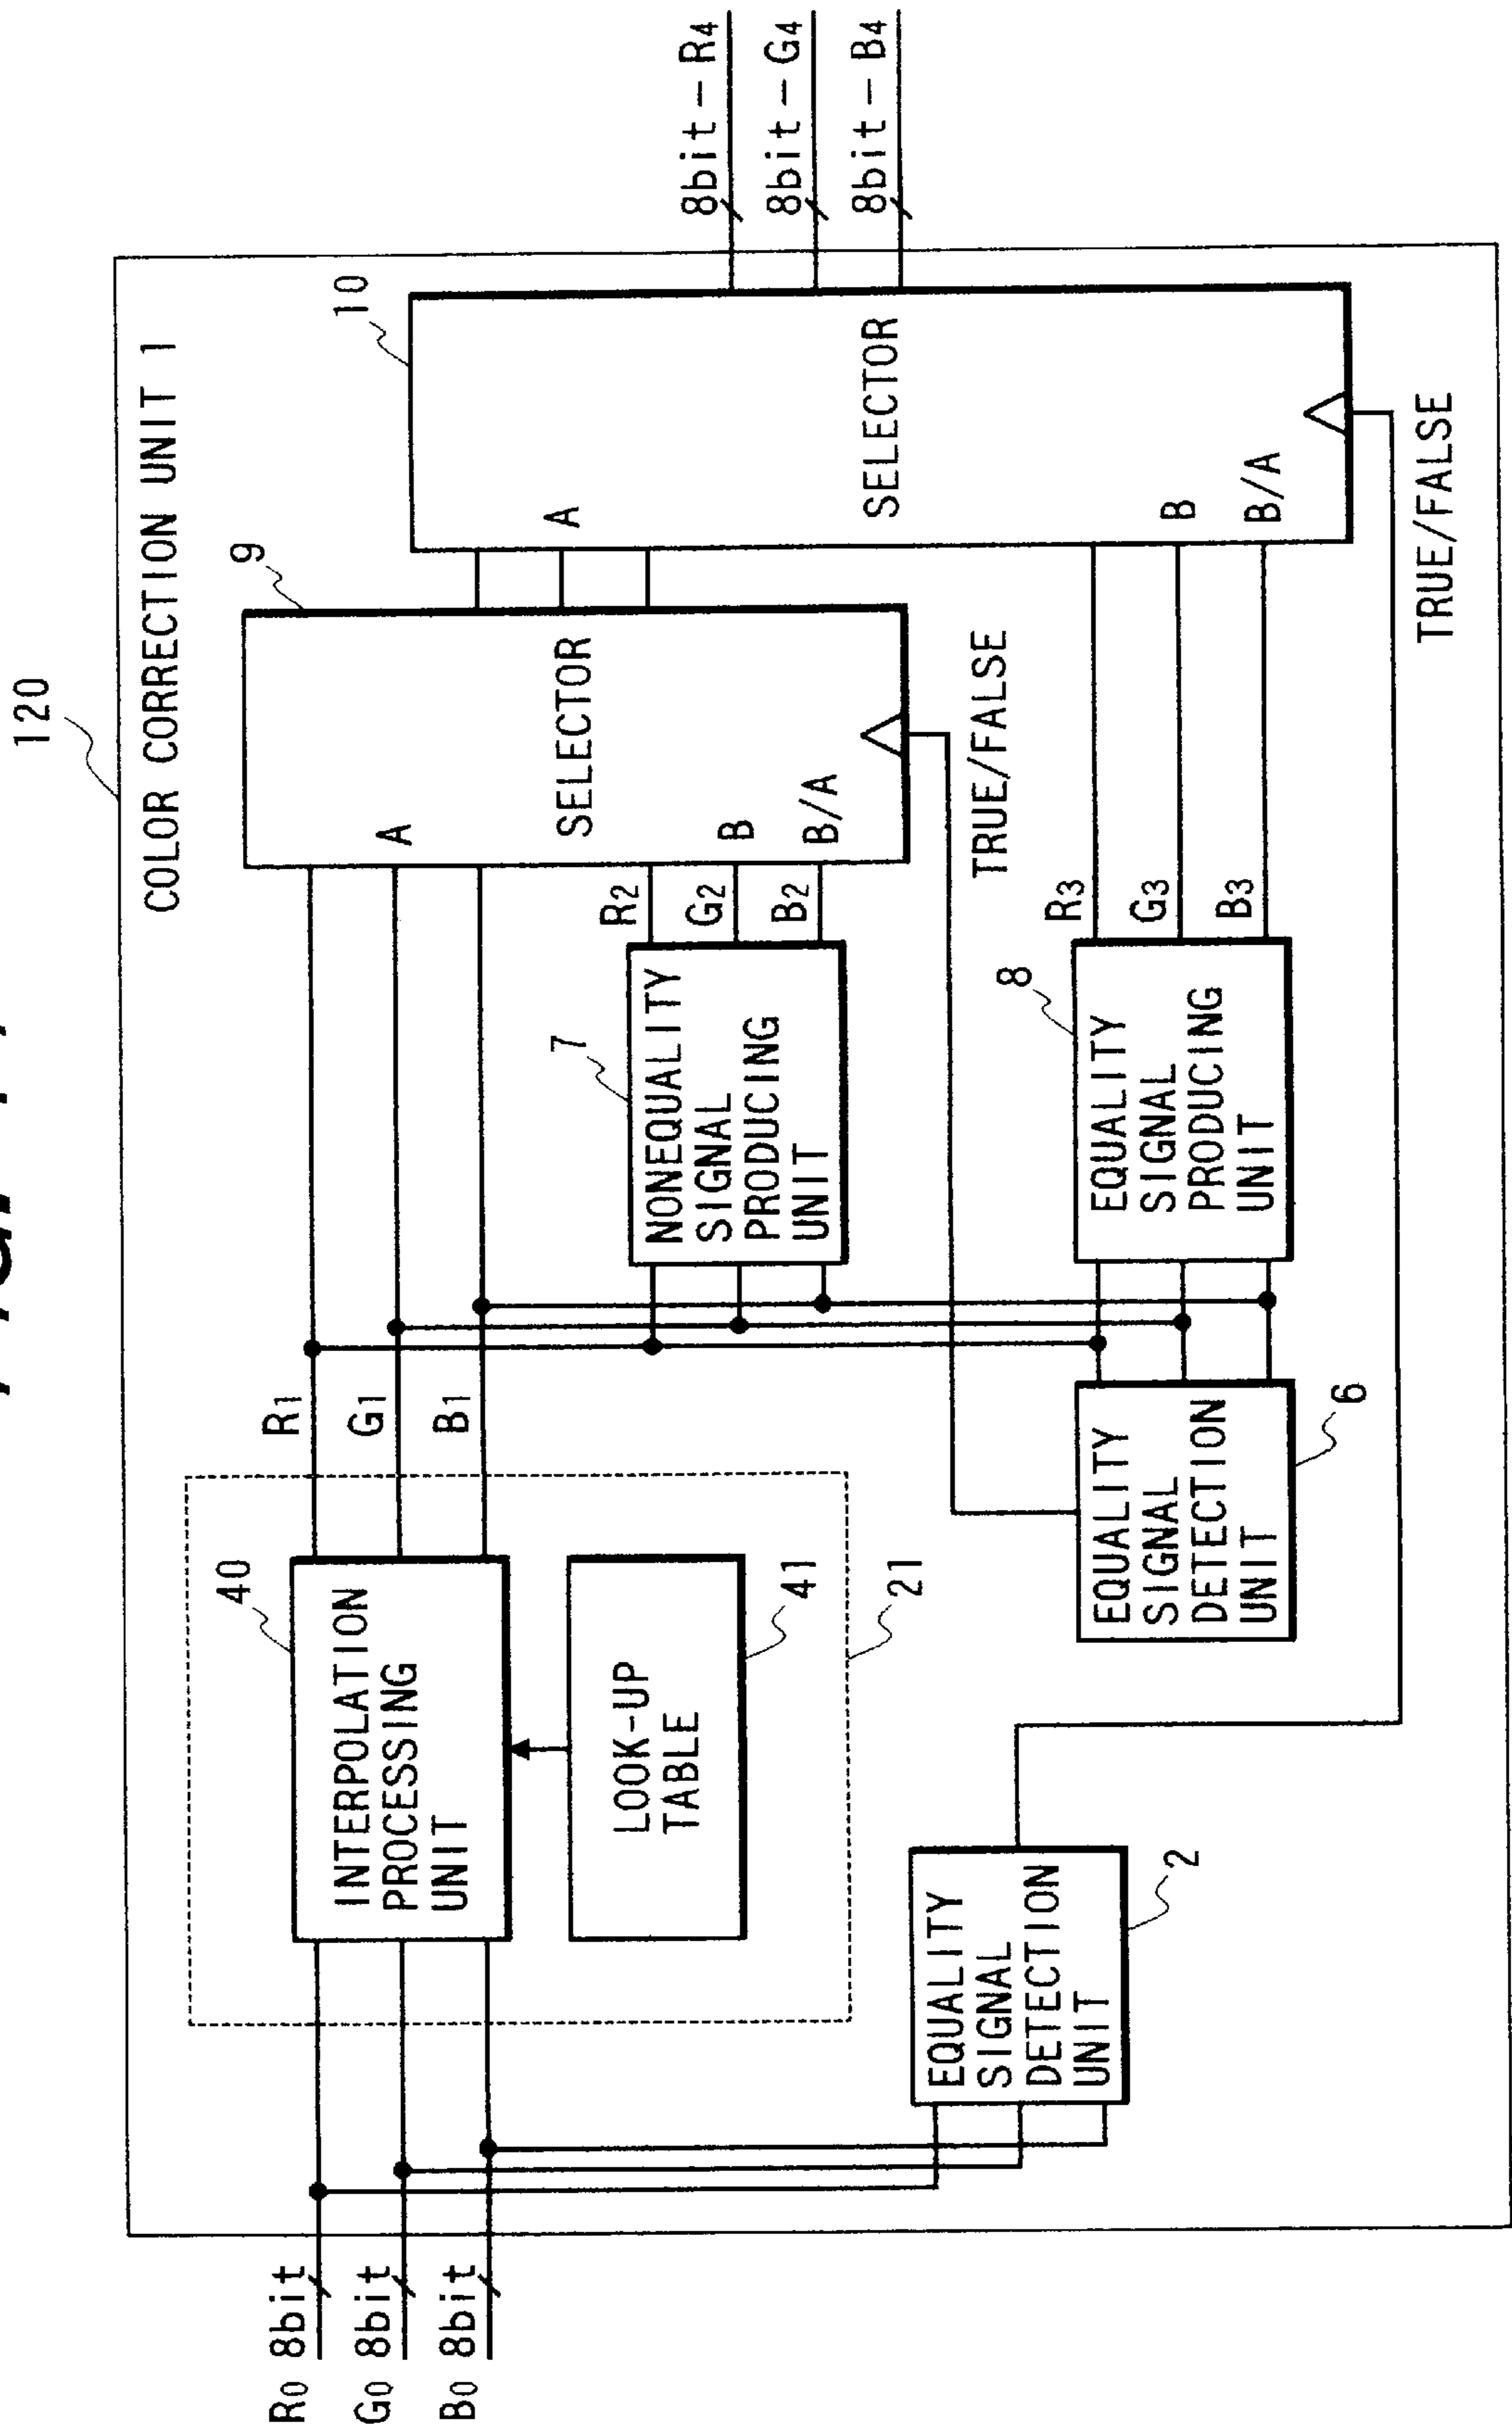 120
COLOR CORRECTION UNIT 1
R0 8bit
G0 8bit
B0 8bit
40
INTERPOLATION
PROCESSING
UNIT
LOOK-UP
TABLE
41
21
EQUALITY
SIGNAL
DETECTION
UNIT
2
R1
G1
B1
EQUALITY
SIGNAL
DETECTION
UNIT
6
7
NONEQUALITY
SIGNAL
PRODUCING
UNIT
8
EQUALITY
SIGNAL
PRODUCING
UNIT
R2
G2
B2
R3
G3
B3
9
A
SELECTOR
B
B/A
TRUE/FALSE
10
A
SELECTOR
B
B/A
TRUE/FALSE
8bit-R4
8bit-G4
8bit-B4